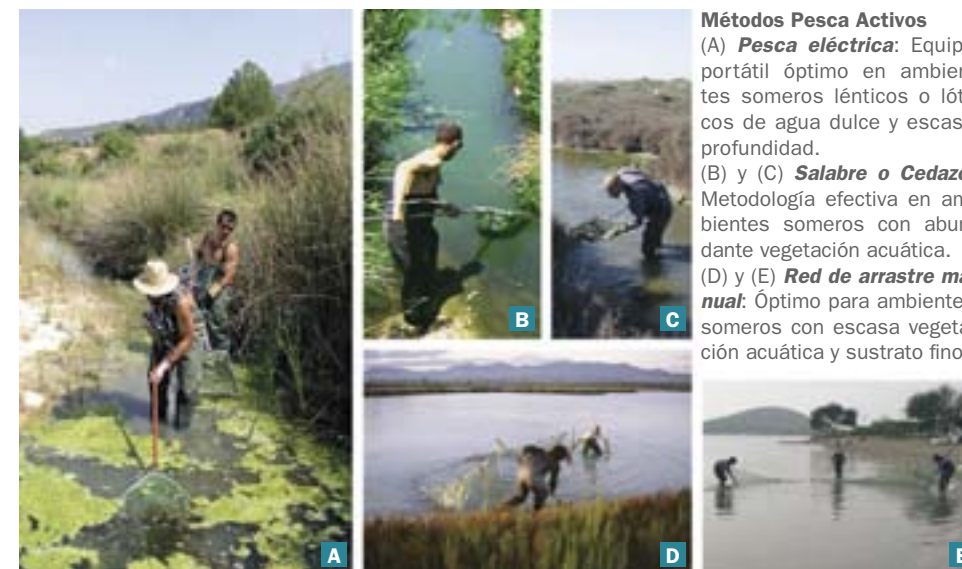 Métodos Pesca Activos
(A) Pesca eléctrica: Equip
portátil óptimo en ambien-
tes someros lénticos o lót
cos de agua dulce y escas
profundidad.
(B) y (C) Salabre o Cedazo
Metodología efectiva en am-
bientes someros con abun-
dante vegetación acuática.
(D) y (E) Red de arrastre ma
nual: Óptimo para ambiente
someros con escasa vegeta
ción acuática y sustrato fino
B
C
A
D
E